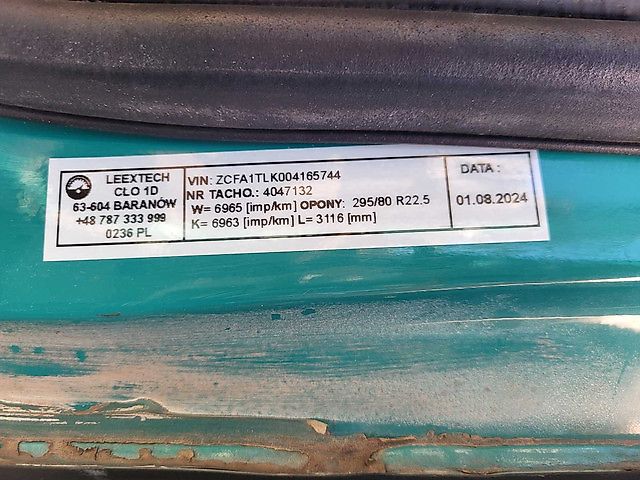 LEEXTECH
CLO 1D
63-604 BARANÓW
+48 787 333 999
0236 PL
VIN: ZCFA1TLK004165744
NR TACHO.: 4047132
W= 6965 [imp/km] OPONY: 295/80 R22.5
K= 6963 [imp/km] L= 3116 [mm]
DATA :
01.08.2024